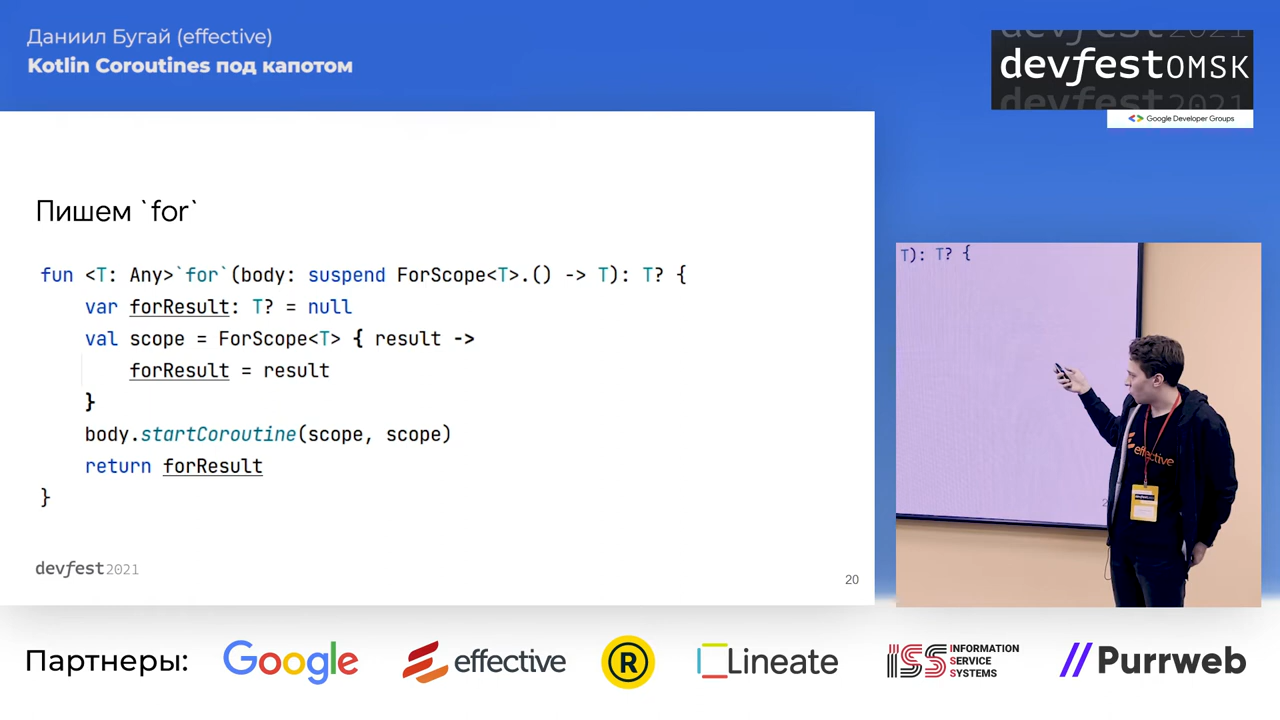 Даниил Бугай (effective)
Kotlin Coroutines под капотом
devfest2021
devfestOMSK
devfest2021
Google Developer Groups
Пишем `for`
fun <T: Any>`for`(body: suspend ForScope<T>.() -> T): T? {
var forResult: T? = null
val scope = ForScope<T> { result ->
forResult = result
}
body.startCoroutine(scope, scope)
return forResult
}
devfest2021
20
T): T? {
effective
Партнеры:
Google
effective
R
Lineate
ISS INFORMATION
SERVICE
SYSTEMS
Purrweb